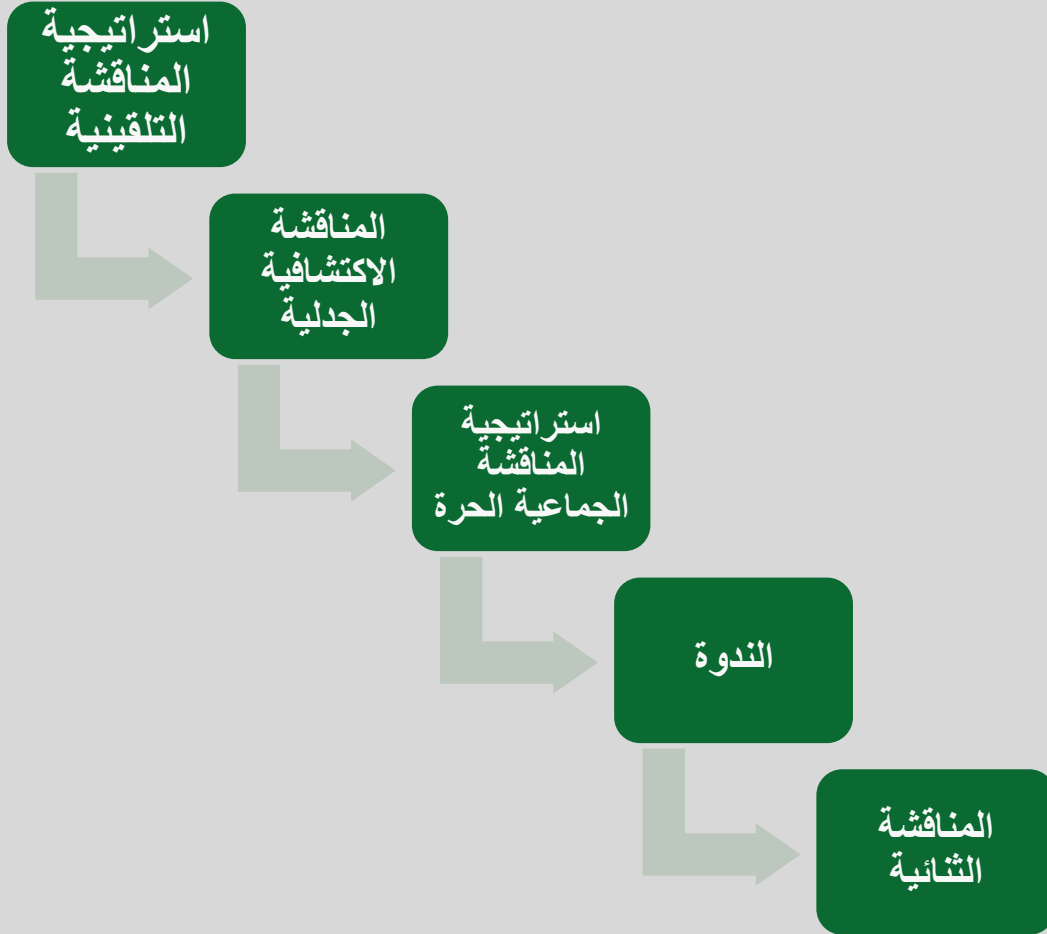 استراتيجية
المناقشة
التلقينية
المناقشة
الاكتشافية
الجدلية
استراتيجية
المناقشة
الجماعية الحرة
الندوة
المناقشة
الثنائية